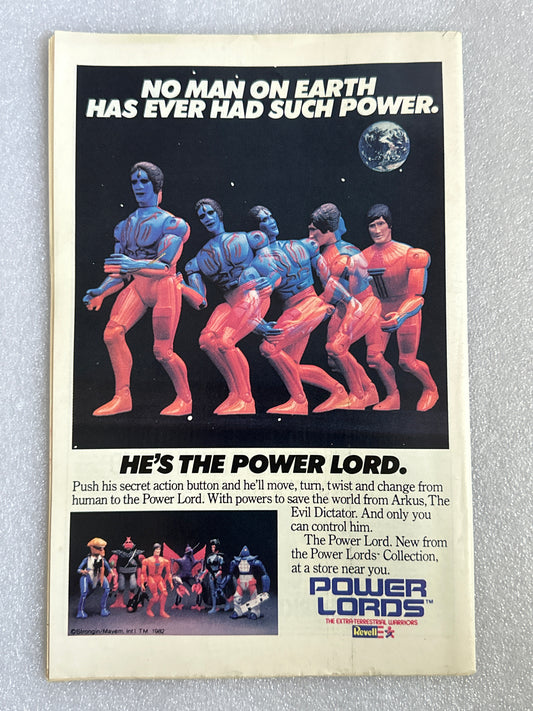 NO MAN ON EARTH
HAS EVER HAD SUCH POWER.
HE'S THE POWER LORD.
Push his secret action button and he'll move, turn, twist and change from
human to the Power Lord. With powers to save the world from Arkus, The
Evil Dictator. And only you
can control him.
The Power Lord. New from
the Power Lords™ Collection,
at a store near you.
POWER
LORDS™
THE EXTRA-TERRESTRIAL WARRIORS
Revell
©Strongin/Mayem, Int'l. TM 1982